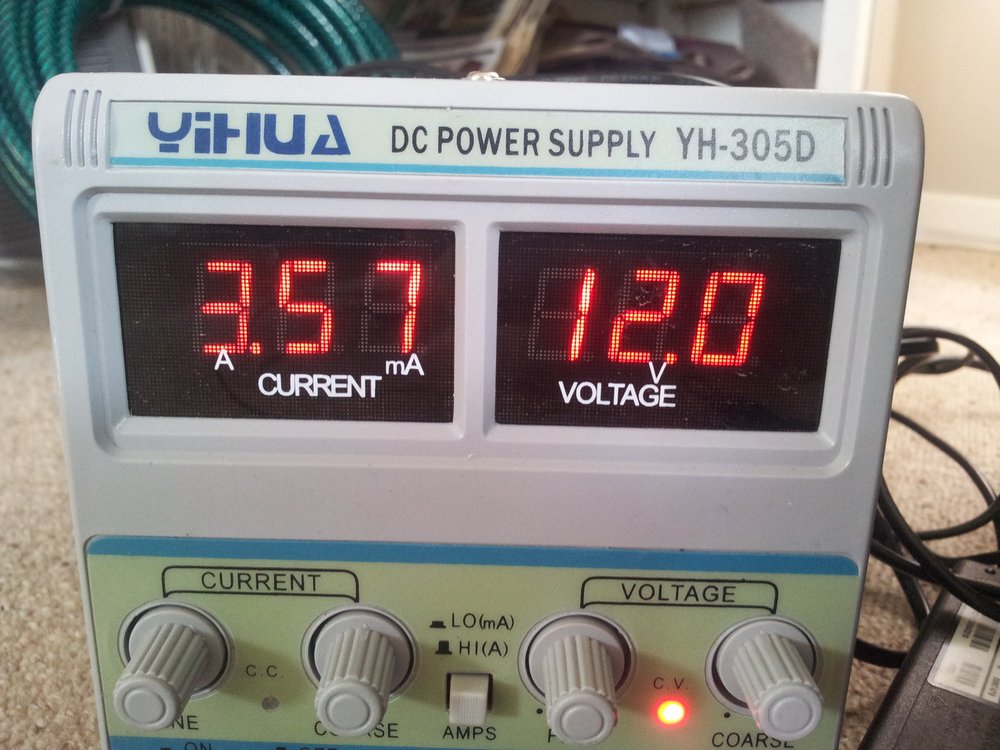 YiHUA DC POWER SUPPLY YH-305D
3.57 12.0
A mA V
CURRENT VOLTAGE
CURRENT VOLTAGE
LO(mA)
HI(A)
C.C. C.V.
AMPS COARSE
ON